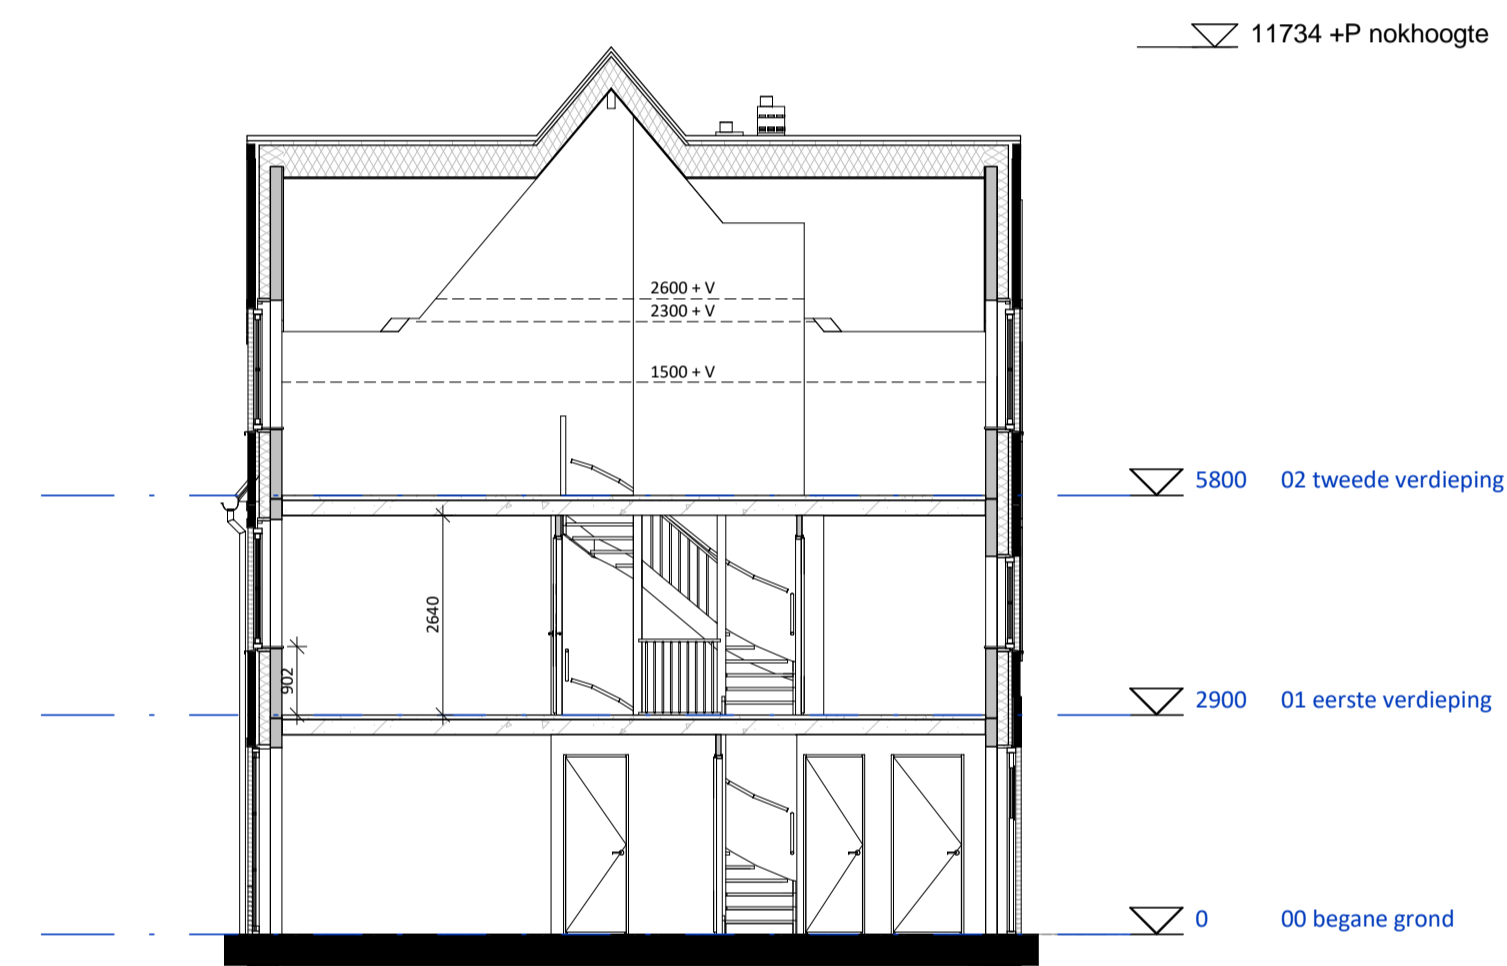 11734 +P nokhoogte
2600 + V
2300 + V
1500 + V
5800 02 tweede verdieping
2640
902
2900 01 eerste verdieping
0 00 begane grond